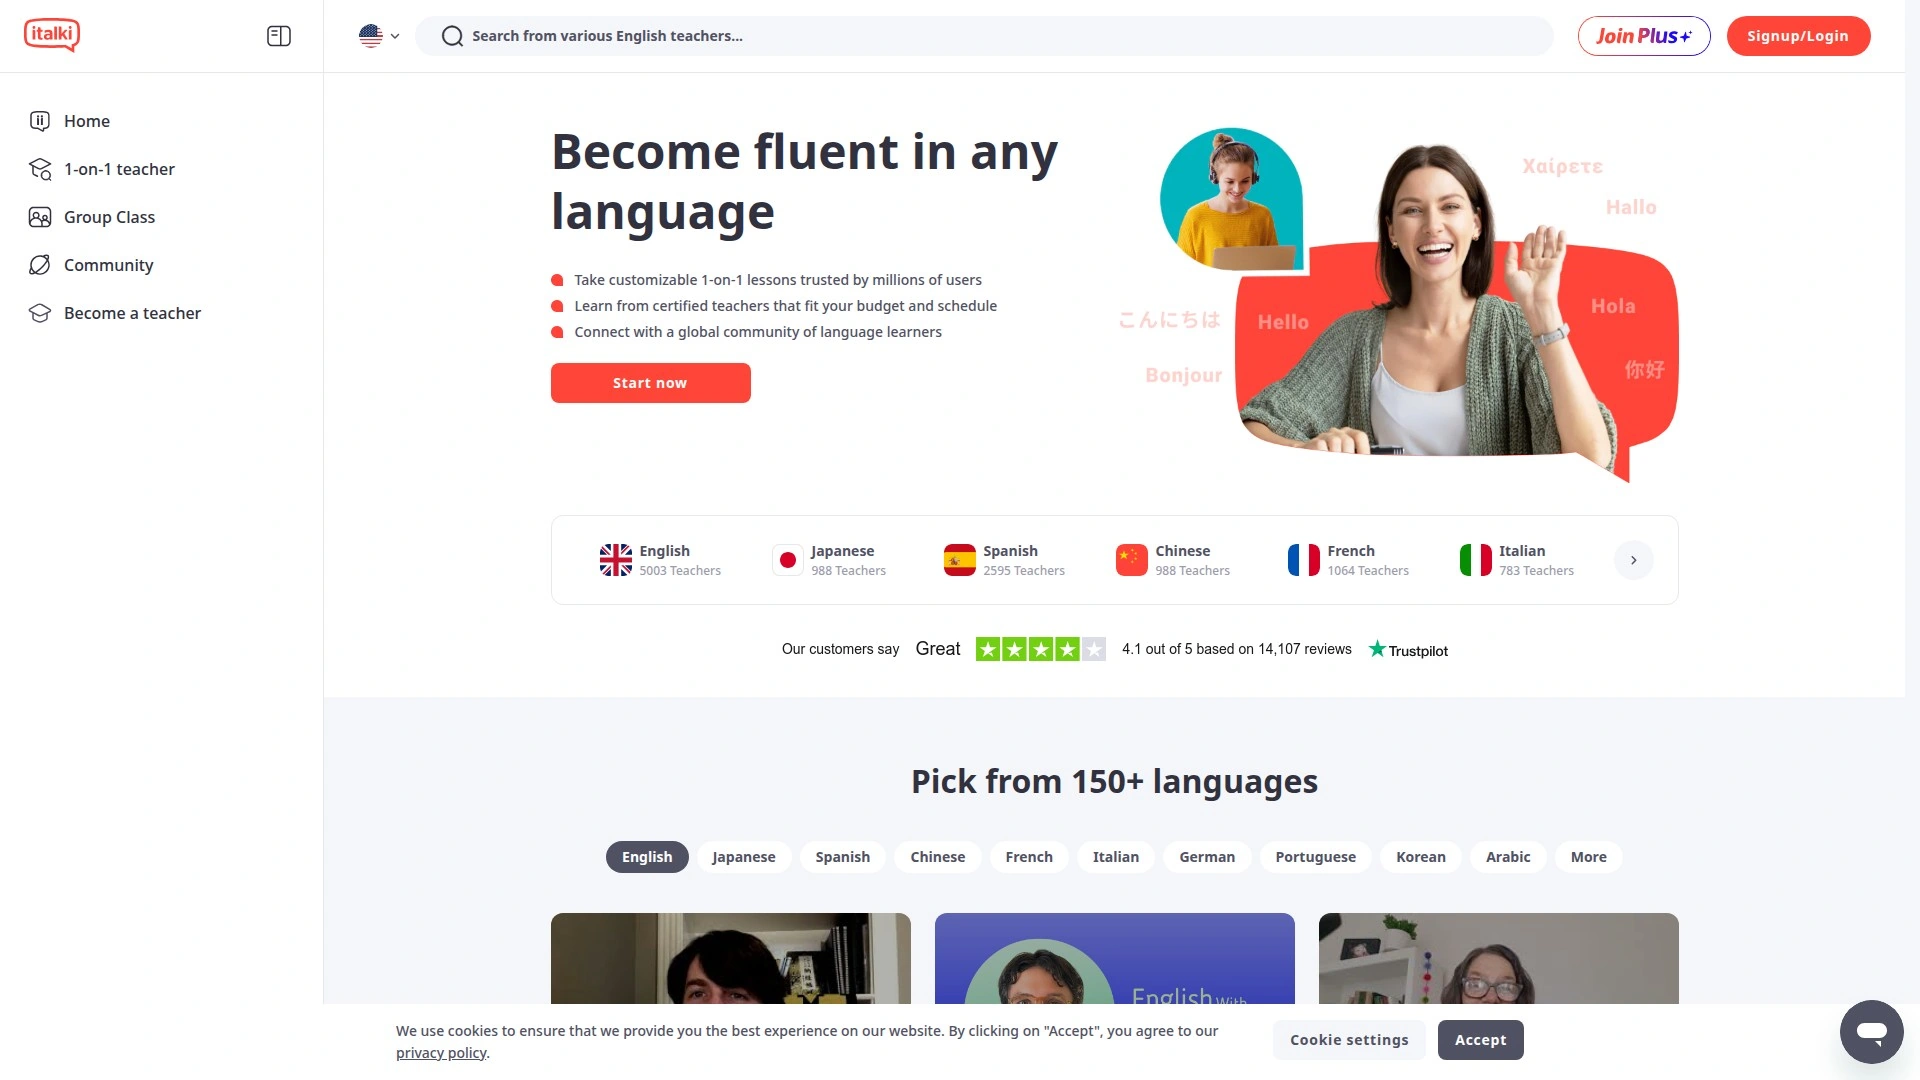 italki
Search from various English teachers...
Join Plus
Signup/Login
Home
1-on-1 teacher
Group Class
Community
Become a teacher
Become fluent in any
language
Take customizable 1-on-1 lessons trusted by millions of users
Learn from certified teachers that fit your budget and schedule
Connect with a global community of language learners
Start now
Χαίρετε
Hallo
Hola
こんにちは
Hello
你好
Bonjour
English
5003 Teachers
Japanese
988 Teachers
Spanish
2595 Teachers
Chinese
988 Teachers
French
1064 Teachers
Italian
783 Teachers
Our customers say Great 4.1 out of 5 based on 14,107 reviews Trustpilot
Pick from 150+ languages
English Japanese Spanish Chinese French Italian German Portuguese Korean Arabic More
English With
We use cookies to ensure that we provide you the best experience on our website. By clicking on "Accept", you agree to our
privacy policy.
Cookie settings
Accept